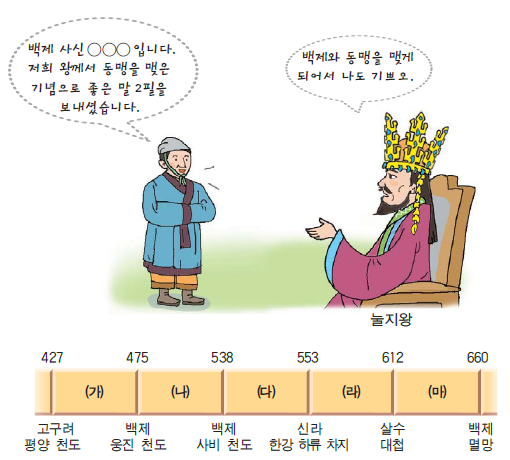 백제 사신 ○○○입니다.
저희 왕께서 동맹을 맺은
기념으로 좋은 말 2필을
보내셨습니다.
백제와 동맹을 맺게
되어서 나도 기쁘오.
눌지왕
427 475 538 553 612 660
(가) (나) (다) (라) (마)
고구려 백제 백제 신라 살수 백제
평양 천도 웅진 천도 사비 천도 한강 하류 차지 대첩 멸망